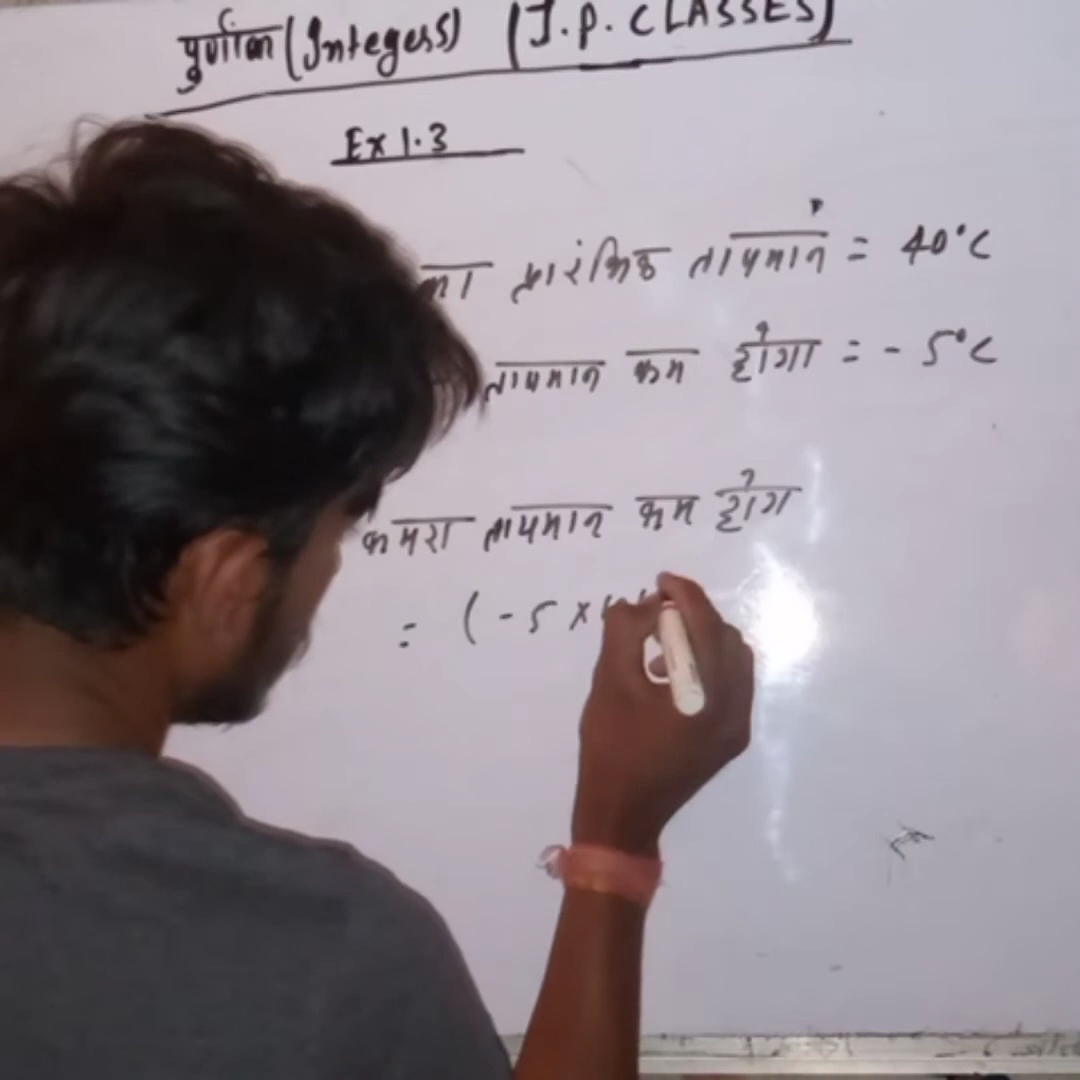 पुर्णांक (Integers) (J.P. CLASSES)
Ex 1.3
का प्रारंभिक तापमान = 40°C
तापमान कम होगा = - 5°C
कमरा तापमान कम होग
= (-5 ×